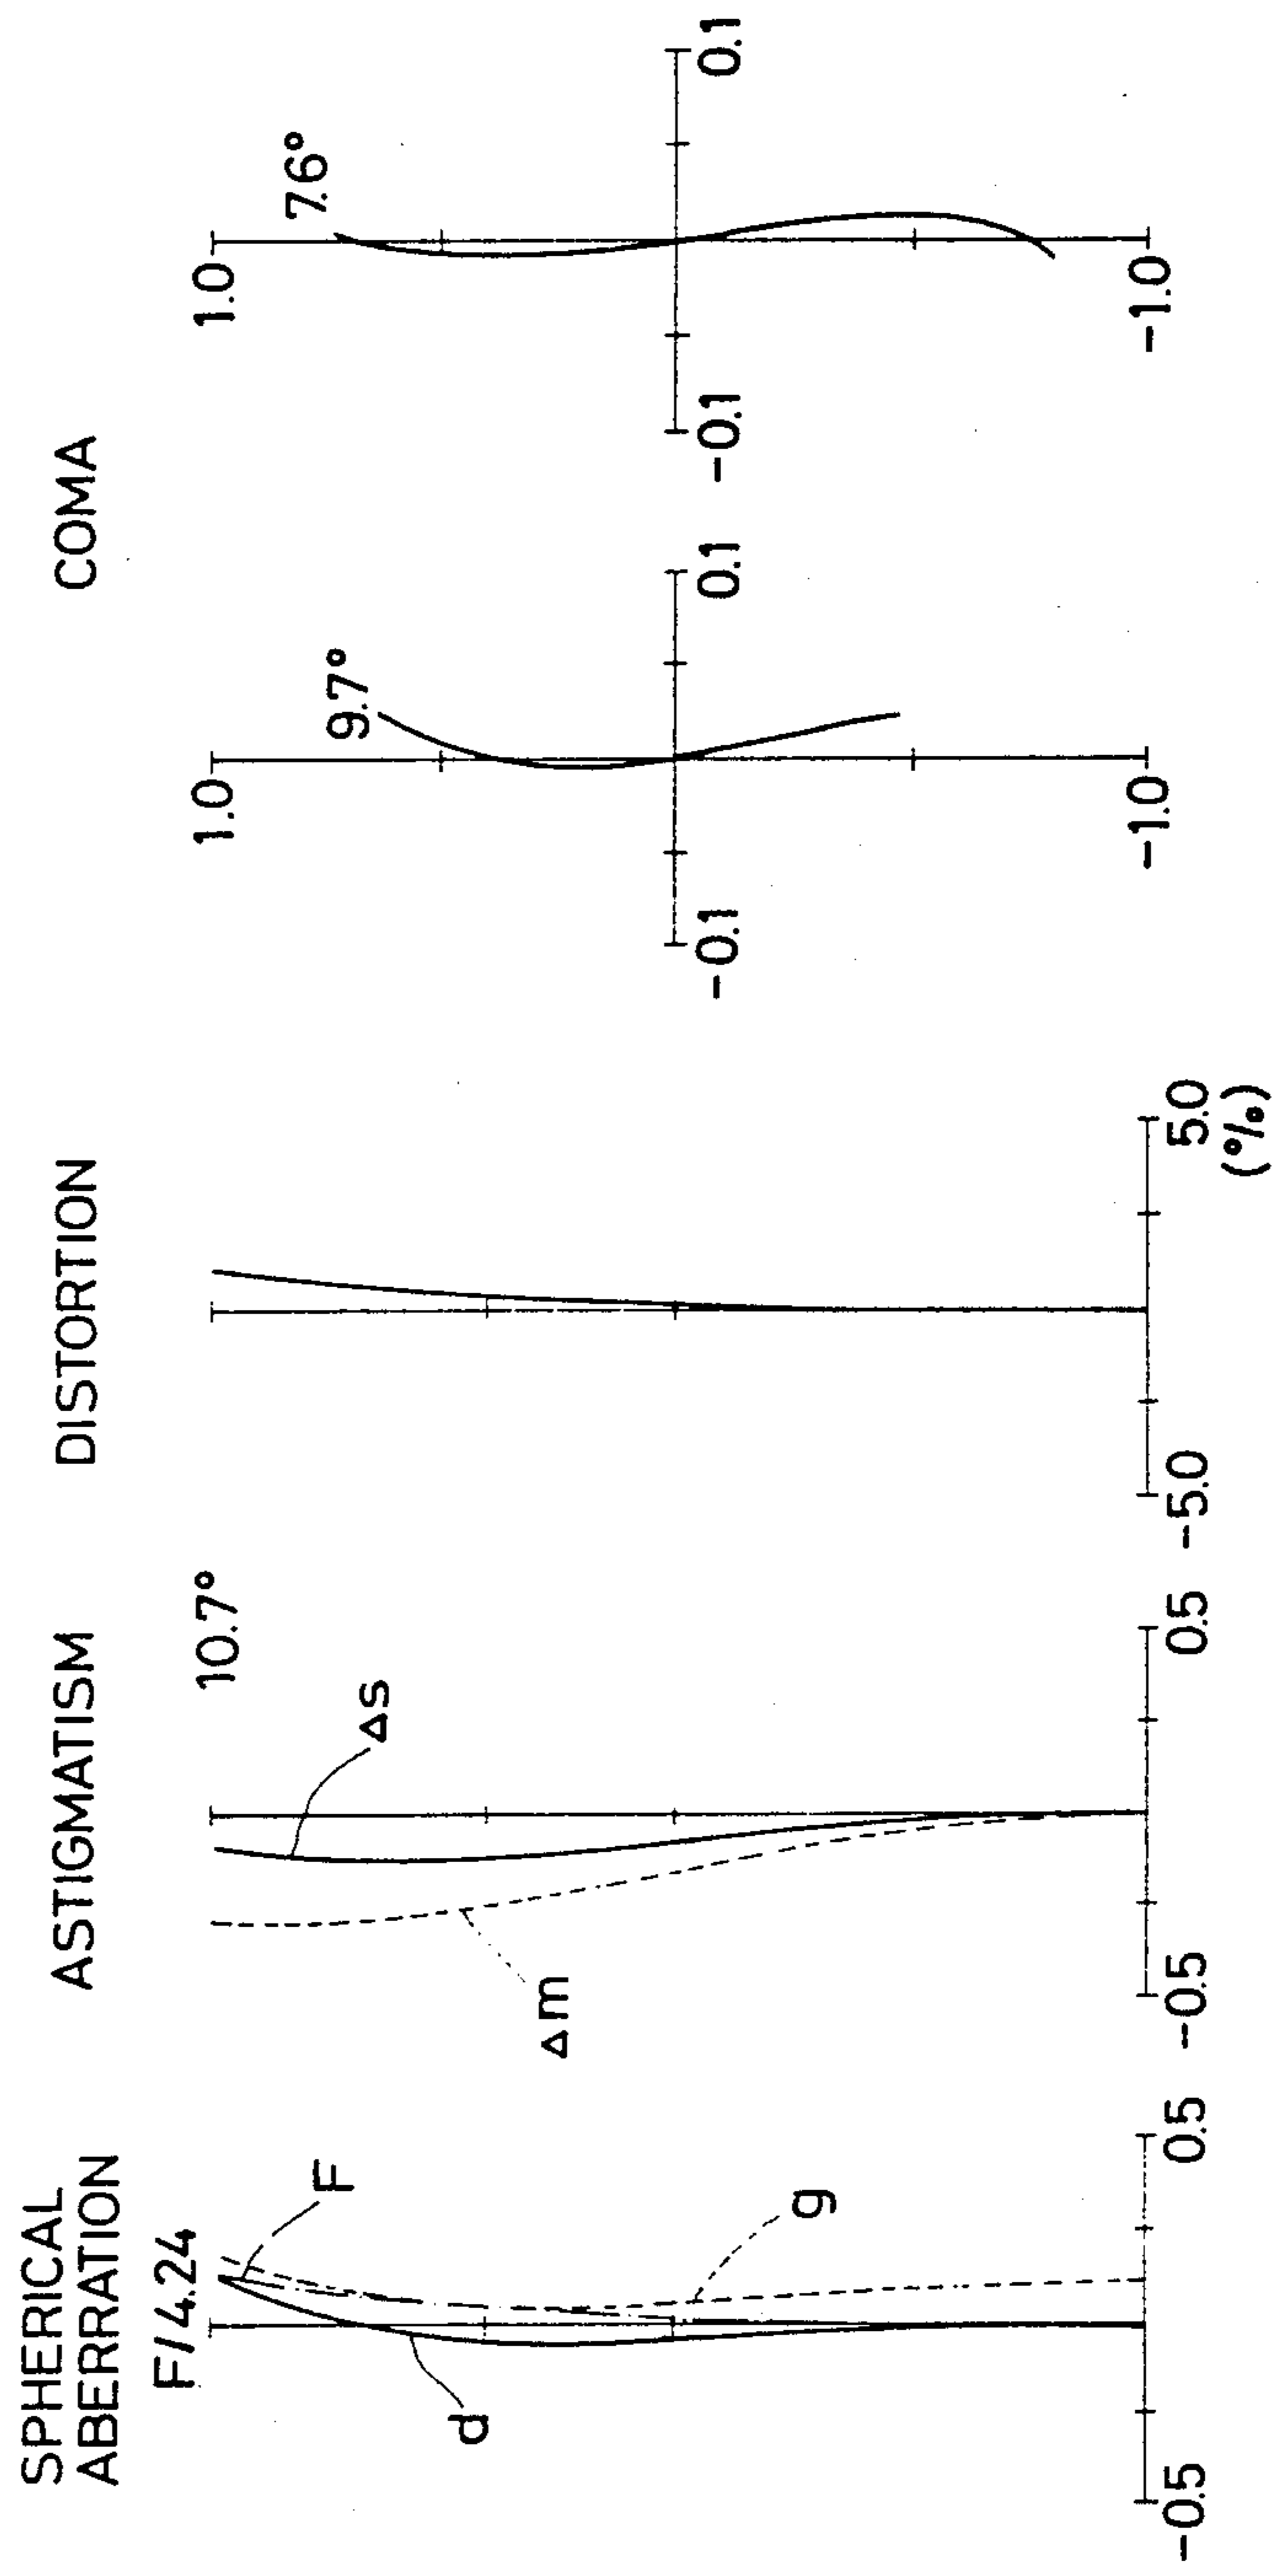 SPHERICAL
ABERRATION
F/4.24
F
d
g
-0.5
0.5
ASTIGMATISM
10.7°
Δs
Δm
-0.5
0.5
DISTORTION
-5.0
5.0
(%)
COMA
1.0
9.7°
-0.1
0.1
-1.0
1.0
7.6°
-0.1
0.1
-1.0